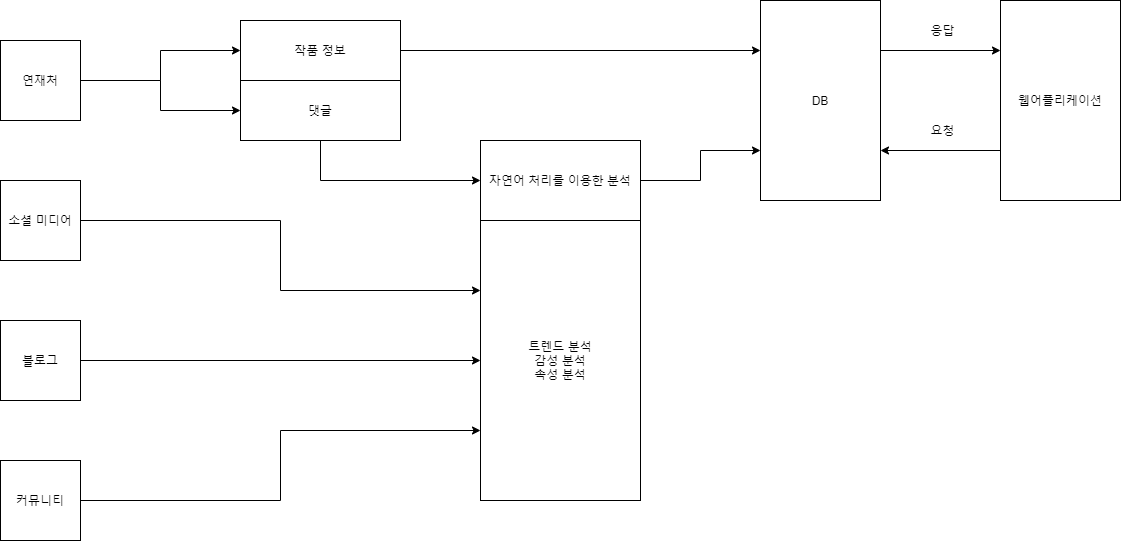 연재처
작품 정보
댓글
소셜 미디어
블로그
커뮤니티
자연어 처리를 이용한 분석
트렌드 분석
감성 분석
속성 분석
DB
응답
요청
웹어플리케이션